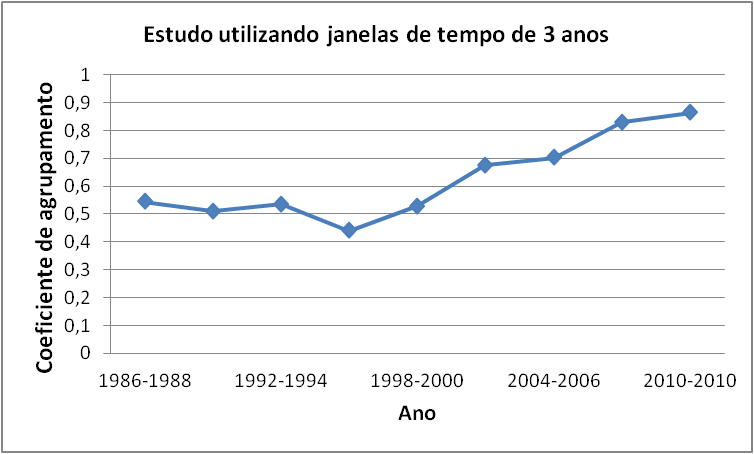 Estudo utilizando janelas de tempo de 3 anos
Coeficiente de agrupamento
1
0,9
0,8
0,7
0,6
0,5
0,4
0,3
0,2
0,1
0
1986-1988 1992-1994 1998-2000 2004-2006 2010-2010
Ano